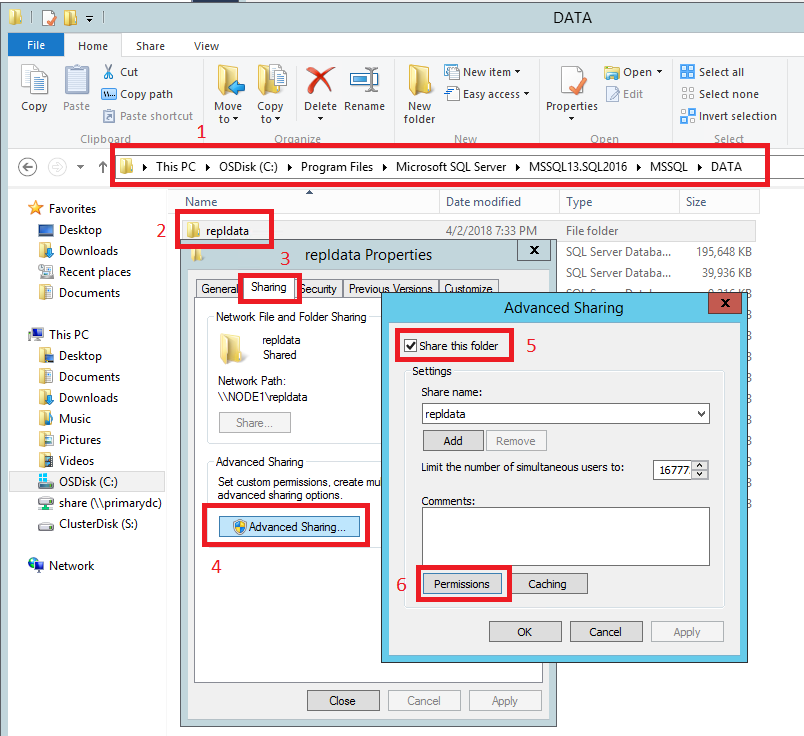 DATA
File Home Share View
Copy
Paste
Cut
Copy path
Paste shortcut
Clipboard
Move to
Copy to
Delete
Rename
Organize
New folder
New item
Easy access
New
Properties
Open
Edit
Open
Select all
Select none
Invert selection
Select
1
This PC OSDisk (C:) Program Files Microsoft SQL Server MSSQL13.SQL2016 MSSQL DATA
Name Date modified Type Size
2 repldata 4/2/2018 7:33 PM File folder
SQL Server Databa... 195,648 KB
SQL Server Databa... 39,936 KB
Favorites
Desktop
Downloads
Recent places
Documents
This PC
Desktop
Documents
Downloads
Music
Pictures
Videos
OSDisk (C:)
share (\\primarydc)
ClusterDisk (S:)
Network
3 repldata Properties x
General Sharing Security Previous Versions Customize
Network File and Folder Sharing
repldata
Shared
Network Path:
\\NODE1\repldata
Share...
Advanced Sharing
Set custom permissions, create mu
advanced sharing options.
Advanced Sharing...
4
Close Cancel Apply
Advanced Sharing x
Share this folder 5
Settings
Share name:
repldata
Add Remove
Limit the number of simultaneous users to: 16777
Comments:
6 Permissions Caching
OK Cancel Apply